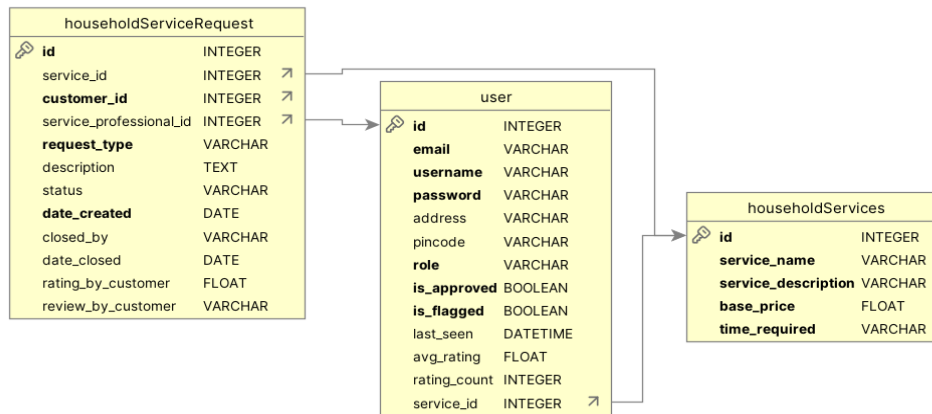 householdServiceRequest
id INTEGER
service_id INTEGER
customer_id INTEGER
service_professional_id INTEGER
request_type VARCHAR
description TEXT
status VARCHAR
date_created DATE
closed_by VARCHAR
date_closed DATE
rating_by_customer FLOAT
review_by_customer VARCHAR
user
id INTEGER
email VARCHAR
username VARCHAR
password VARCHAR
address VARCHAR
pincode VARCHAR
role VARCHAR
is_approved BOOLEAN
is_flagged BOOLEAN
last_seen DATETIME
avg_rating FLOAT
rating_count INTEGER
service_id INTEGER
householdServices
id INTEGER
service_name VARCHAR
service_description VARCHAR
base_price FLOAT
time_required VARCHAR